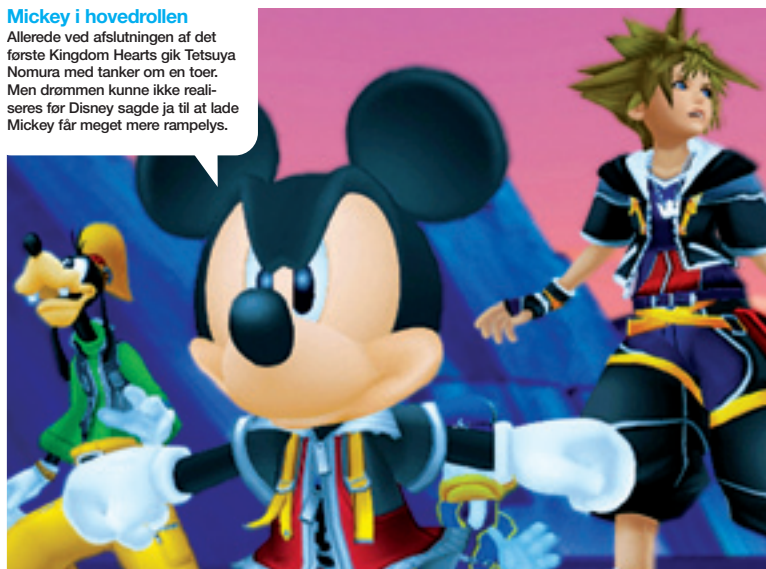 Mickey i hovedrollen
Allerede ved afslutningen af det
første Kingdom Hearts gik Tetsuya
Nomura med tanker om en toer.
Men drømmen kunne ikke reali-
seres før Disney sagde ja til at lade
Mickey får meget mere rampelys.